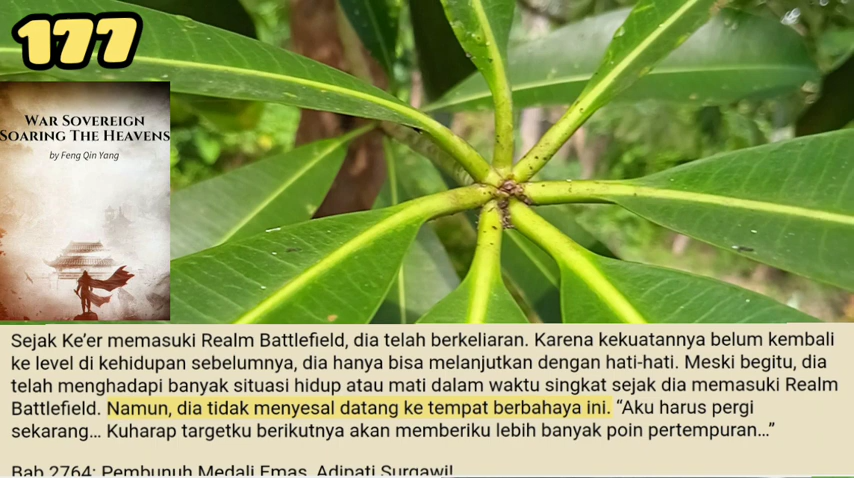 177
WAR SOVEREIGN
SOARING THE HEAVENS
by Feng Qin Yang
Sejak Ke'er memasuki Realm Battlefield, dia telah berkeliaran. Karena kekuatannya belum kembali
ke level di kehidupan sebelumnya, dia hanya bisa melanjutkan dengan hati-hati. Meski begitu, dia
telah menghadapi banyak situasi hidup atau mati dalam waktu singkat sejak dia memasuki Realm
Battlefield. Namun, dia tidak menyesal datang ke tempat berbahaya ini. “Aku harus pergi
sekarang… Kuharap targetku berikutnya akan memberiku lebih banyak poin pertempuran…”
Bab 2764: Pembunuh Medali Emas, Adipati Surgawi!